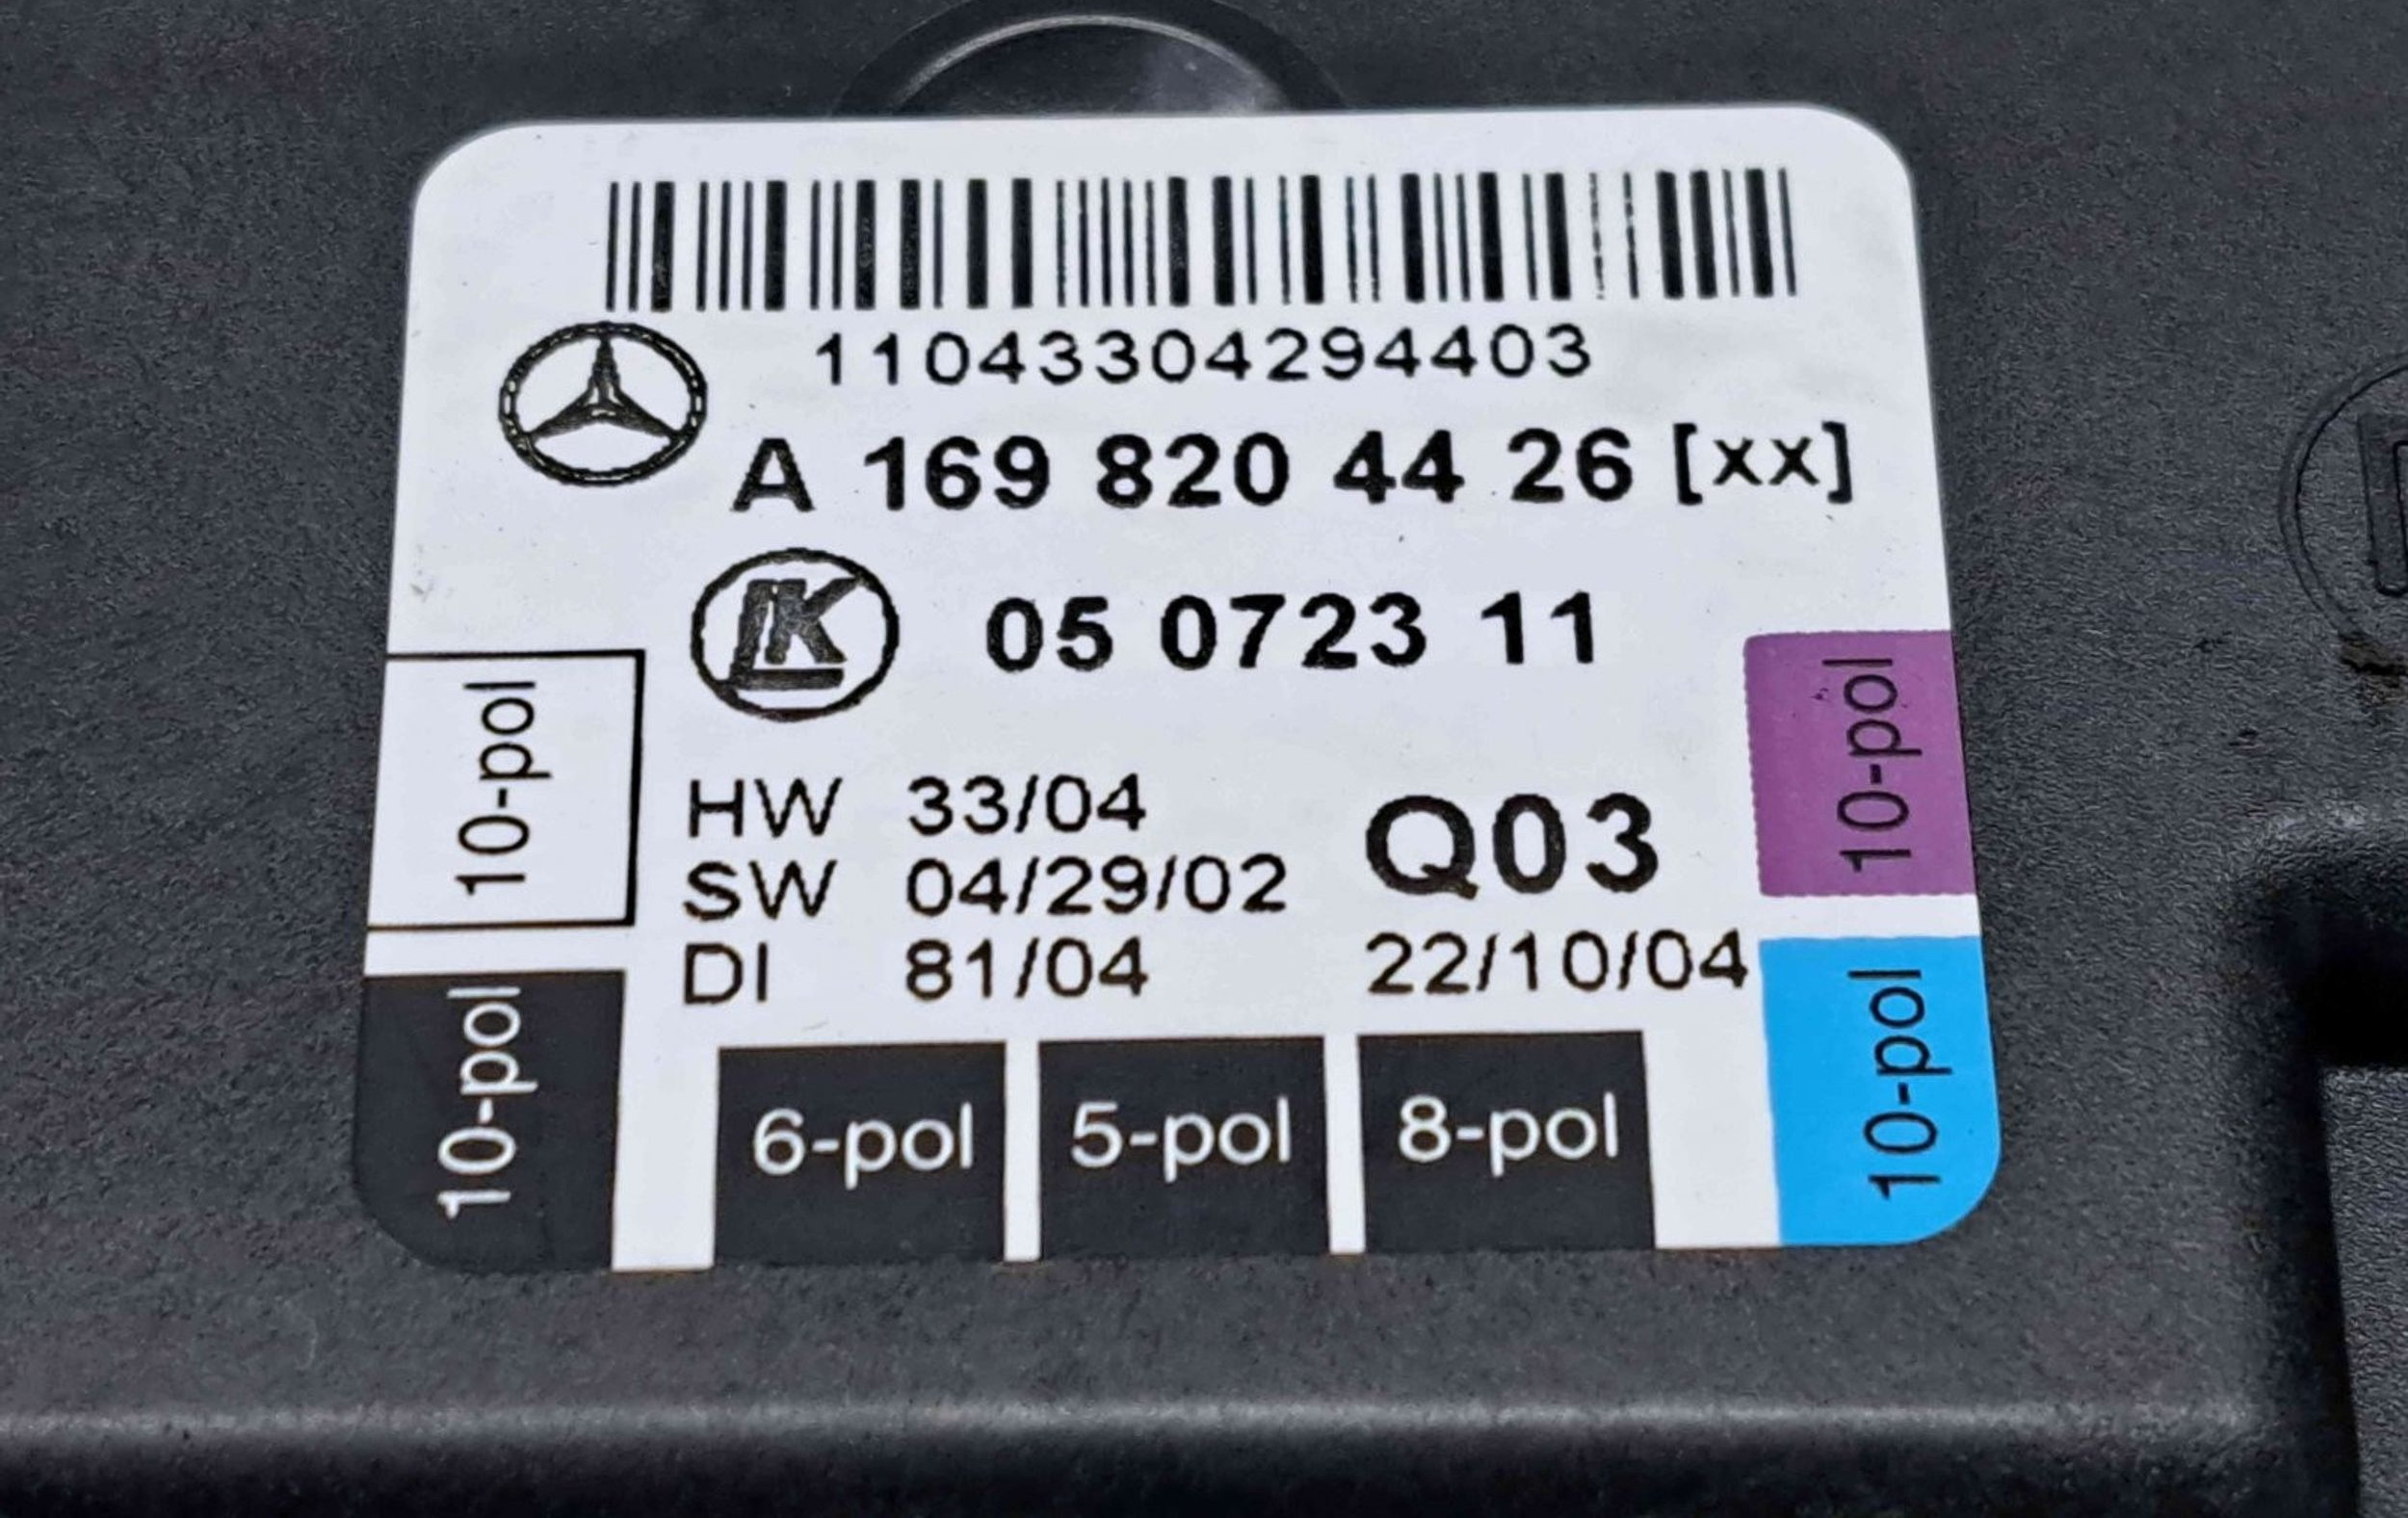 11043304294403
A 169 820 44 26 [xx]
LK 05 0723 11
10-pol
10-pol
HW 33/04
SW 04/29/02
Q03
DI 81/04 22/10/04
10-pol
10-pol
6-pol 5-pol 8-pol